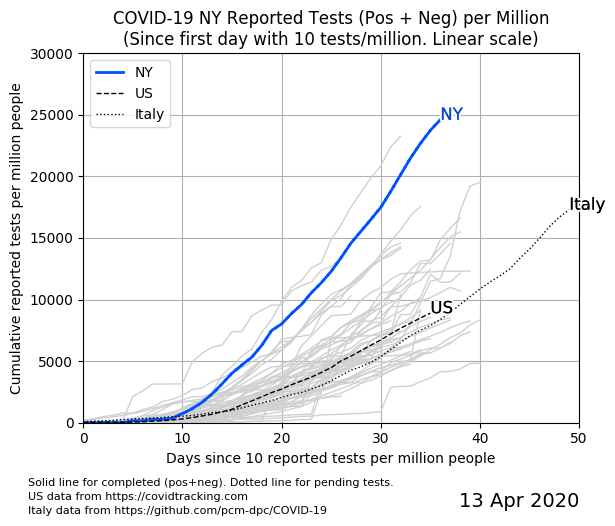 COVID-19 NY Reported Tests (Pos + Neg) per Million
(Since first day with 10 tests/million. Linear scale)
Cumulative reported tests per million people
30000
25000
20000
15000
10000
5000
0
NY
US
Italy
NY
US
Italy
0 10 20 30 40 50
Days since 10 reported tests per million people
Solid line for completed (pos+neg). Dotted line for pending tests.
US data from https://covidtracking.com
Italy data from https://github.com/pcm-dpc/COVID-19
13 Apr 2020